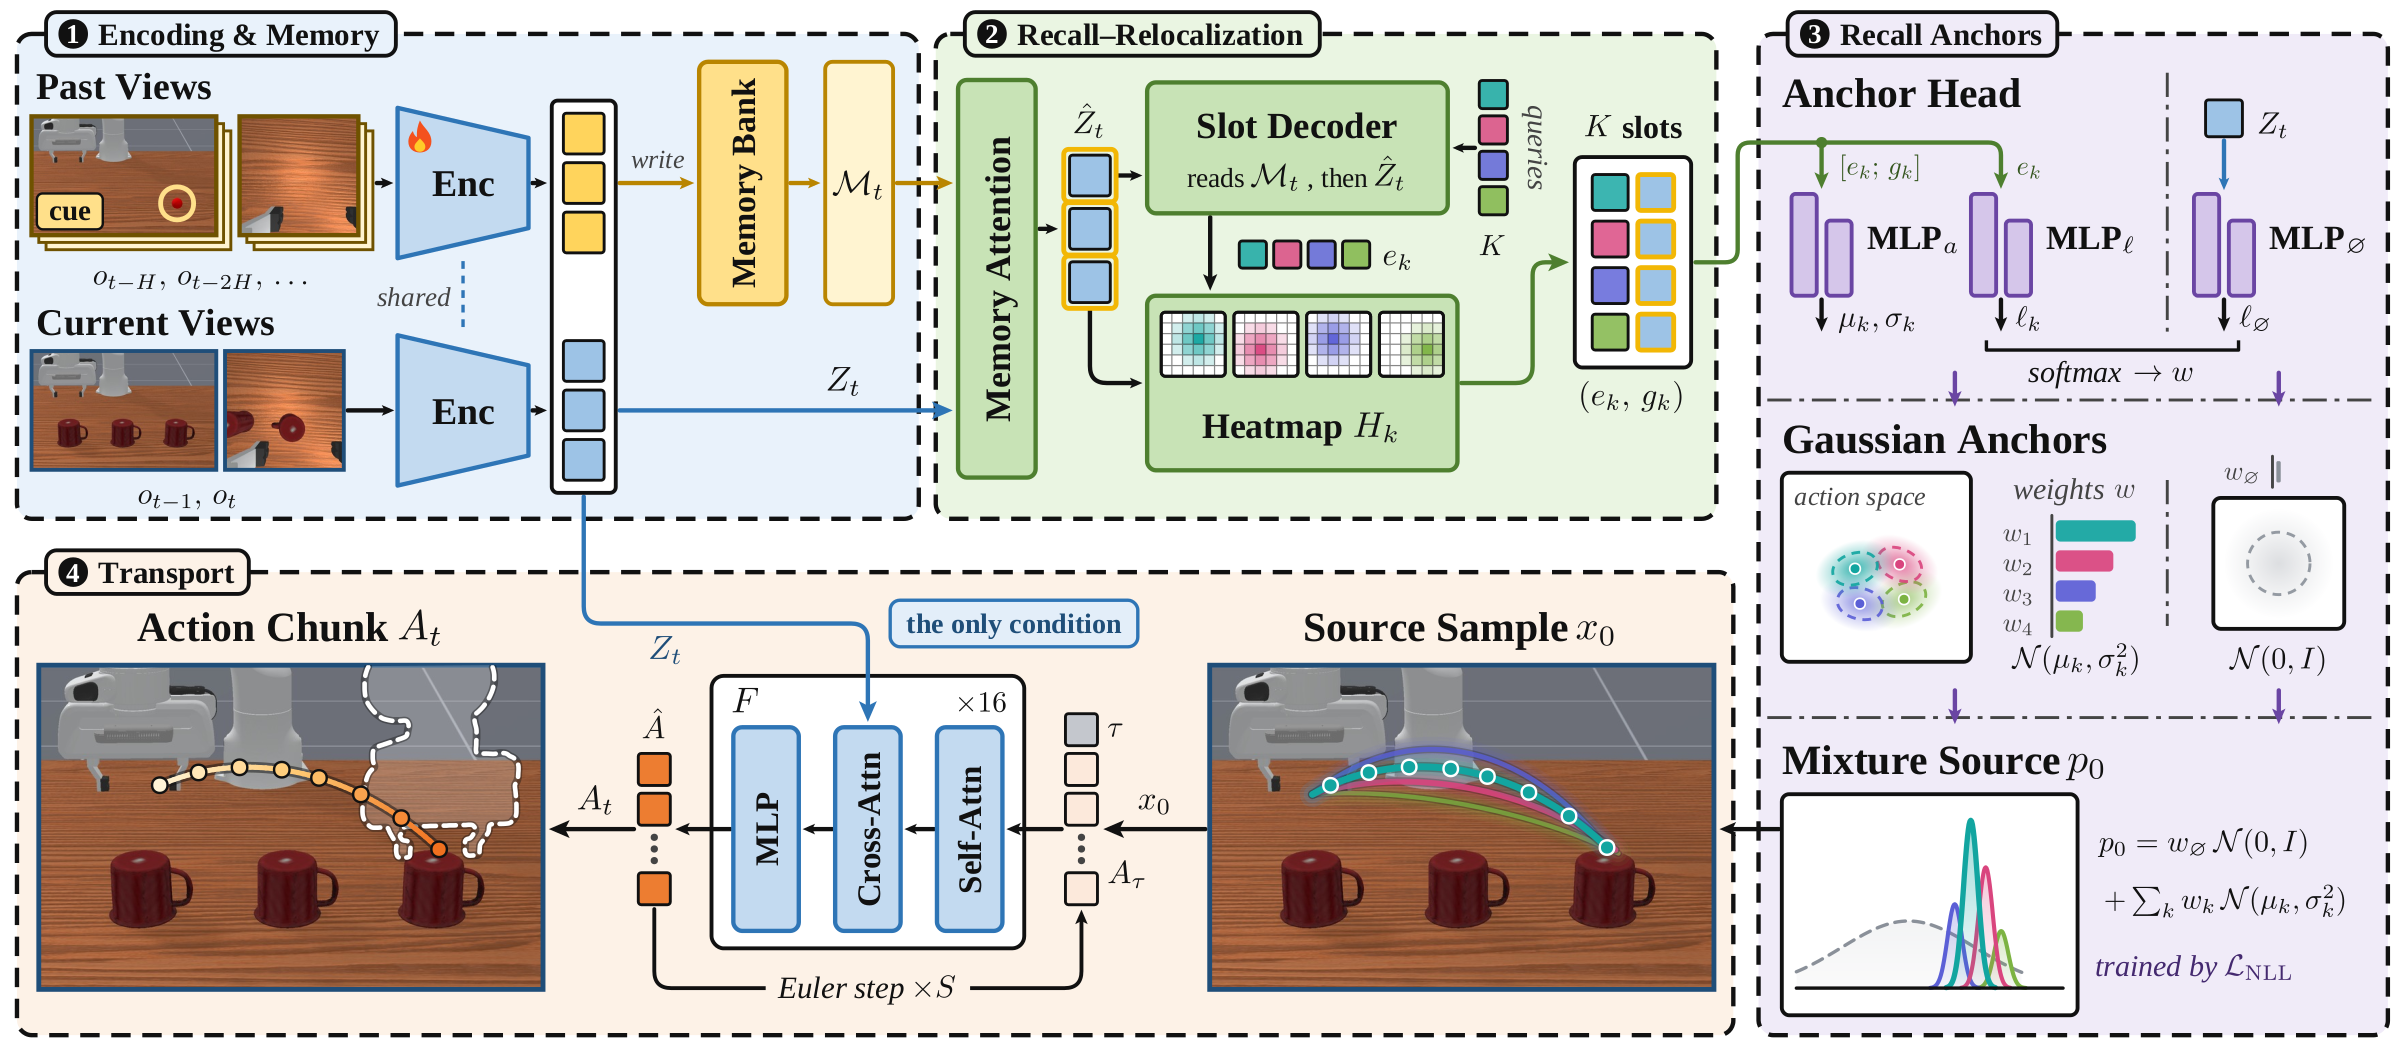 ❶ Encoding & Memory
Past Views
cue
o_{t−H}, o_{t−2H}, …
Enc
shared
Current Views
o_{t−1}, o_t
Enc
write
Memory Bank
ℳ_t
Z_t
❷ Recall–Relocalization
Memory Attention
Ẑ_t
Slot Decoder
reads ℳ_t , then Ẑ_t
queries
K
e_k
Heatmap H_k
K slots
(e_k, g_k)
❸ Recall Anchors
Anchor Head
[e_k; g_k]
e_k
Z_t
MLP_a
MLP_ℓ
MLP_∅
μ_k, σ_k
ℓ_k
ℓ_∅
softmax → w
Gaussian Anchors
action space
weights w
w_1
w_2
w_3
w_4
𝒩(μ_k, σ_k^2)
w_∅
𝒩(0, I)
Mixture Source p_0
p_0 = w_∅ 𝒩(0, I)
+ ∑_k w_k 𝒩(μ_k, σ_k^2)
trained by ℒ_NLL
❹ Transport
Action Chunk A_t
Z_t
the only condition
Source Sample x_0
A_t
Â
F
×16
MLP
Cross-Attn
Self-Attn
τ
A_τ
x_0
Euler step ×S